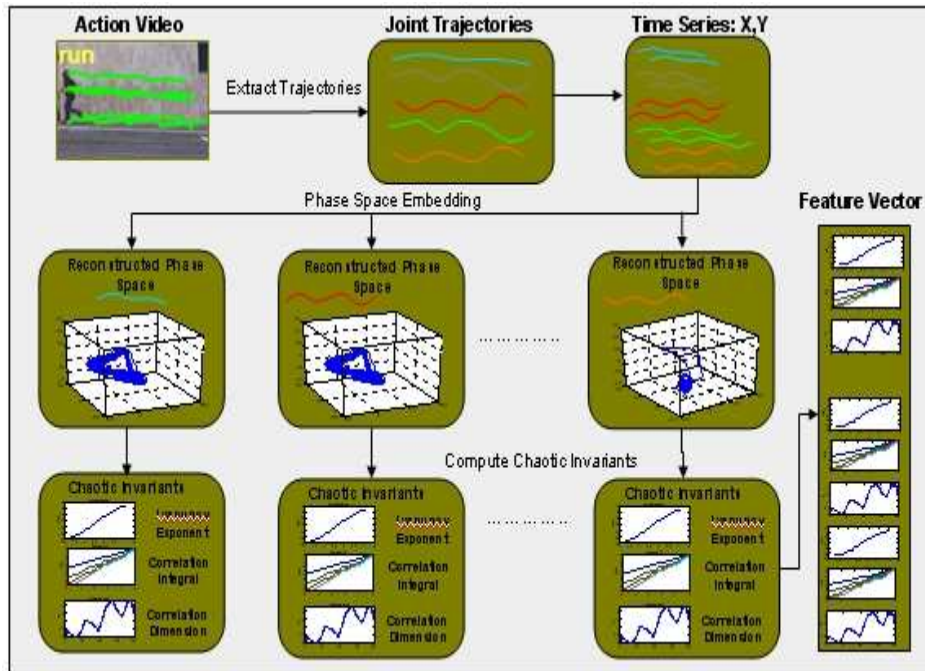 Action Video
Joint Trajectories
Time Series: X,Y
run
Extract Trajectories
Phase Space Embedding
Feature Vector
Reconstructed Phase
Space
Reconstructed Phase
Space
Reconstructed Phase
Space
Compute Chaotic Invariants
Chaotic Invariants
Exponent
Correlation
Integral
Correlation
Dimension
Chaotic Invariants
Exponent
Correlation
Integral
Correlation
Dimension
Chaotic Invariants
Exponent
Correlation
Integral
Correlation
Dimension